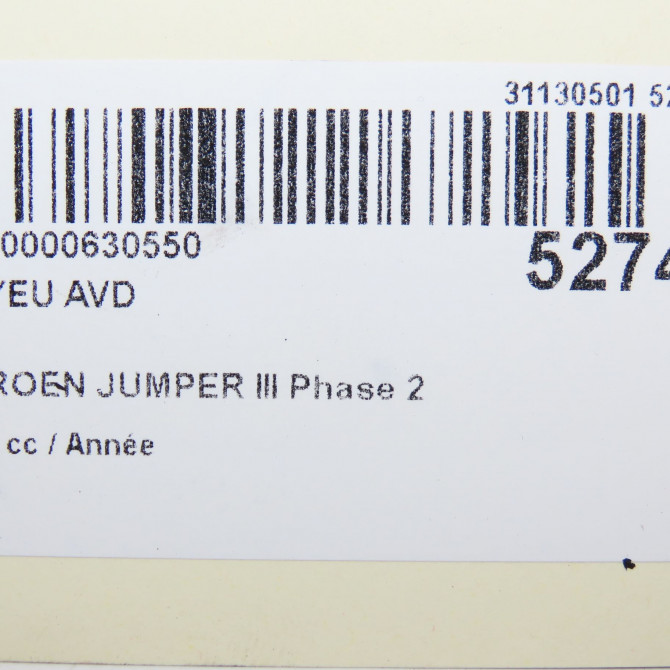 31130501 52
0000630550
5274
YEU AVD
ROEN JUMPER III Phase 2
cc / Année